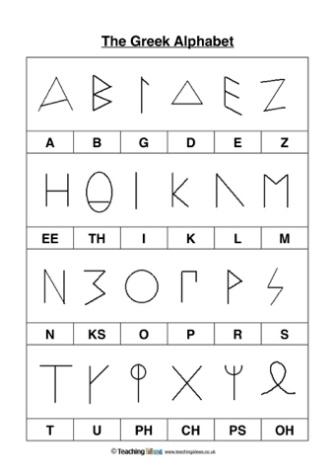 The Greek Alphabet
Α Β Γ Δ Ε Ζ
A B G D E Z
Η Θ Ι Κ Λ Μ
EE TH I K L M
Ν Ξ Ο Π Ρ Σ
N KS O P R S
Τ Υ Φ Χ Ψ Ω
T U PH CH PS OH
© Teaching Ideas www.teachingideas.co.uk